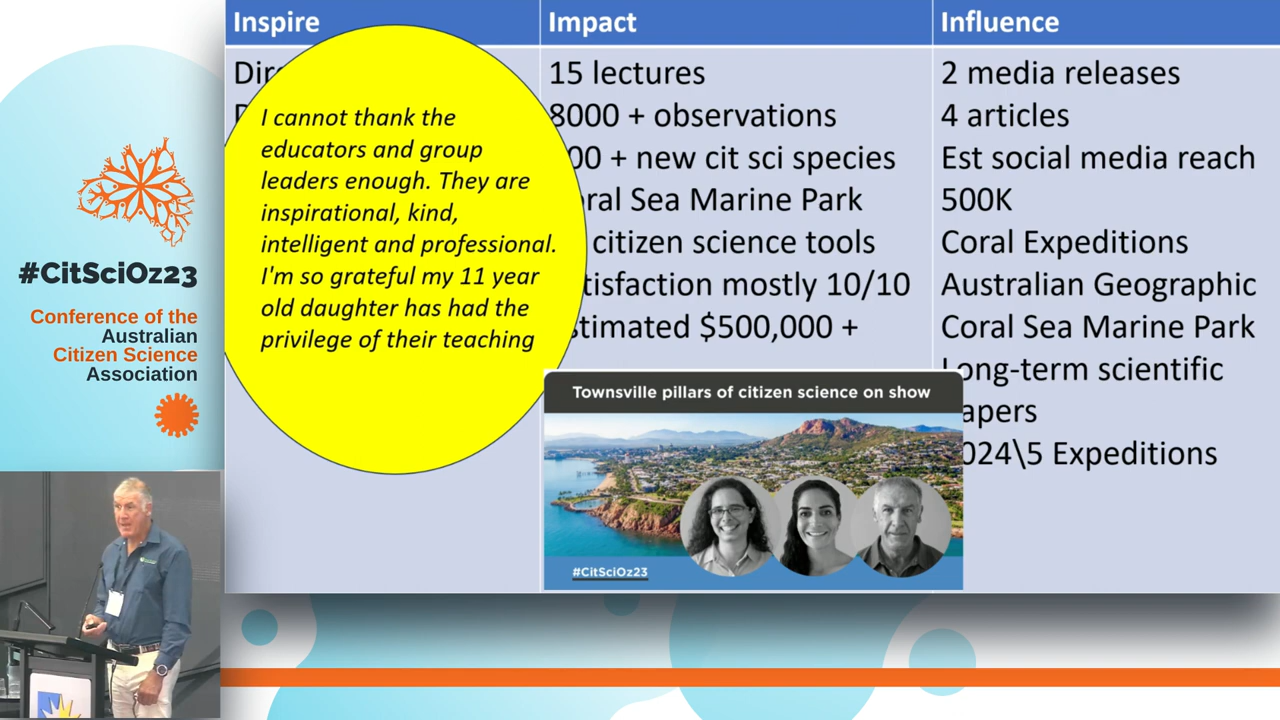 #CitSciOz23
Conference of the
Australian
Citizen Science
Association
Inspire
I cannot thank the
educators and group
leaders enough. They are
inspirational, kind,
intelligent and professional.
I'm so grateful my 11 year
old daughter has had the
privilege of their teaching
Impact
15 lectures
8000 + observations
00 + new cit sci species
oral Sea Marine Park
citizen science tools
tisfaction mostly 10/10
stimated $500,000 +
Influence
2 media releases
4 articles
Est social media reach
500K
Coral Expeditions
Australian Geographic
Coral Sea Marine Park
Long-term scientific
apers
2024\5 Expeditions
Townsville pillars of citizen science on show
#CitSciOz23